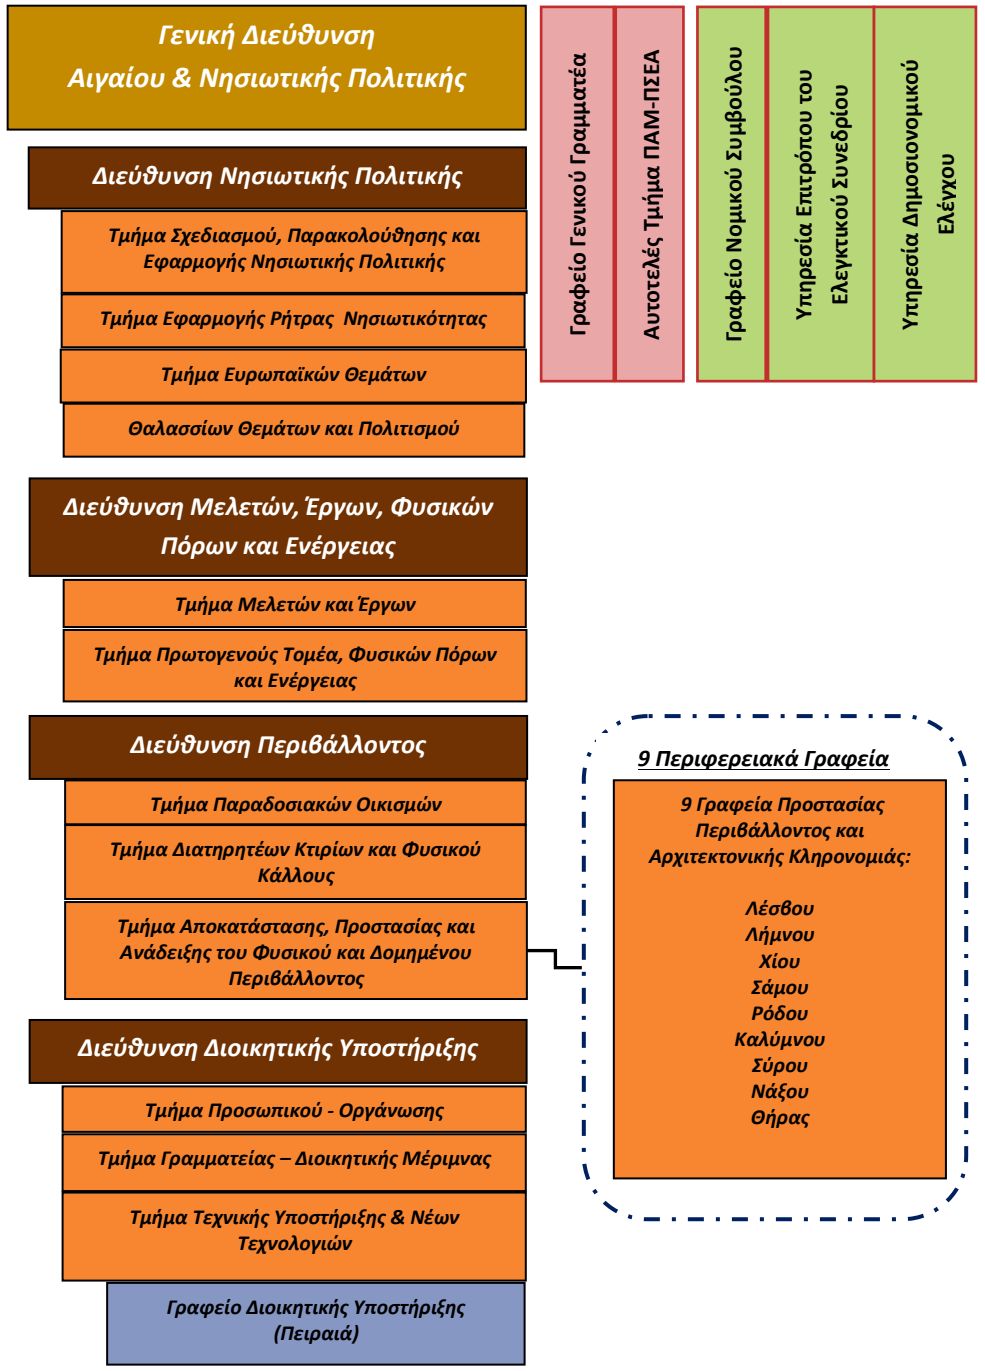 Γενική Διεύθυνση
Αιγαίου & Νησιωτικής Πολιτικής
Διεύθυνση Νησιωτικής Πολιτικής
Τμήμα Σχεδιασμού, Παρακολούθησης και
Εφαρμογής Νησιωτικής Πολιτικής
Τμήμα Εφαρμογής Ρήτρας Νησιωτικότητας
Τμήμα Ευρωπαϊκών Θεμάτων
Θαλασσίων Θεμάτων και Πολιτισμού
Διεύθυνση Μελετών, Έργων, Φυσικών
Πόρων και Ενέργειας
Τμήμα Μελετών και Έργων
Τμήμα Πρωτογενούς Τομέα, Φυσικών Πόρων
και Ενέργειας
Διεύθυνση Περιβάλλοντος
Τμήμα Παραδοσιακών Οικισμών
Τμήμα Διατηρητέων Κτιρίων και Φυσικού
Κάλλους
Τμήμα Αποκατάστασης, Προστασίας και
Ανάδειξης του Φυσικού και Δομημένου
Περιβάλλοντος
Διεύθυνση Διοικητικής Υποστήριξης
Τμήμα Προσωπικού - Οργάνωσης
Τμήμα Γραμματείας – Διοικητικής Μέριμνας
Τμήμα Τεχνικής Υποστήριξης & Νέων
Τεχνολογιών
Γραφείο Διοικητικής Υποστήριξης
(Πειραιά)
Γραφείο Γενικού Γραμματέα
Αυτοτελές Τμήμα ΠΑΜ-ΠΣΕΑ
Γραφείο Νομικού Συμβούλου
Υπηρεσία Επιτρόπου του
Ελεγκτικού Συνεδρίου
Υπηρεσία Δημοσιονομικού
Ελέγχου
9 Περιφερειακά Γραφεία
9 Γραφεία Προστασίας
Περιβάλλοντος και
Αρχιτεκτονικής Κληρονομιάς:
Λέσβου
Λήμνου
Χίου
Σάμου
Ρόδου
Καλύμνου
Σύρου
Νάξου
Θήρας